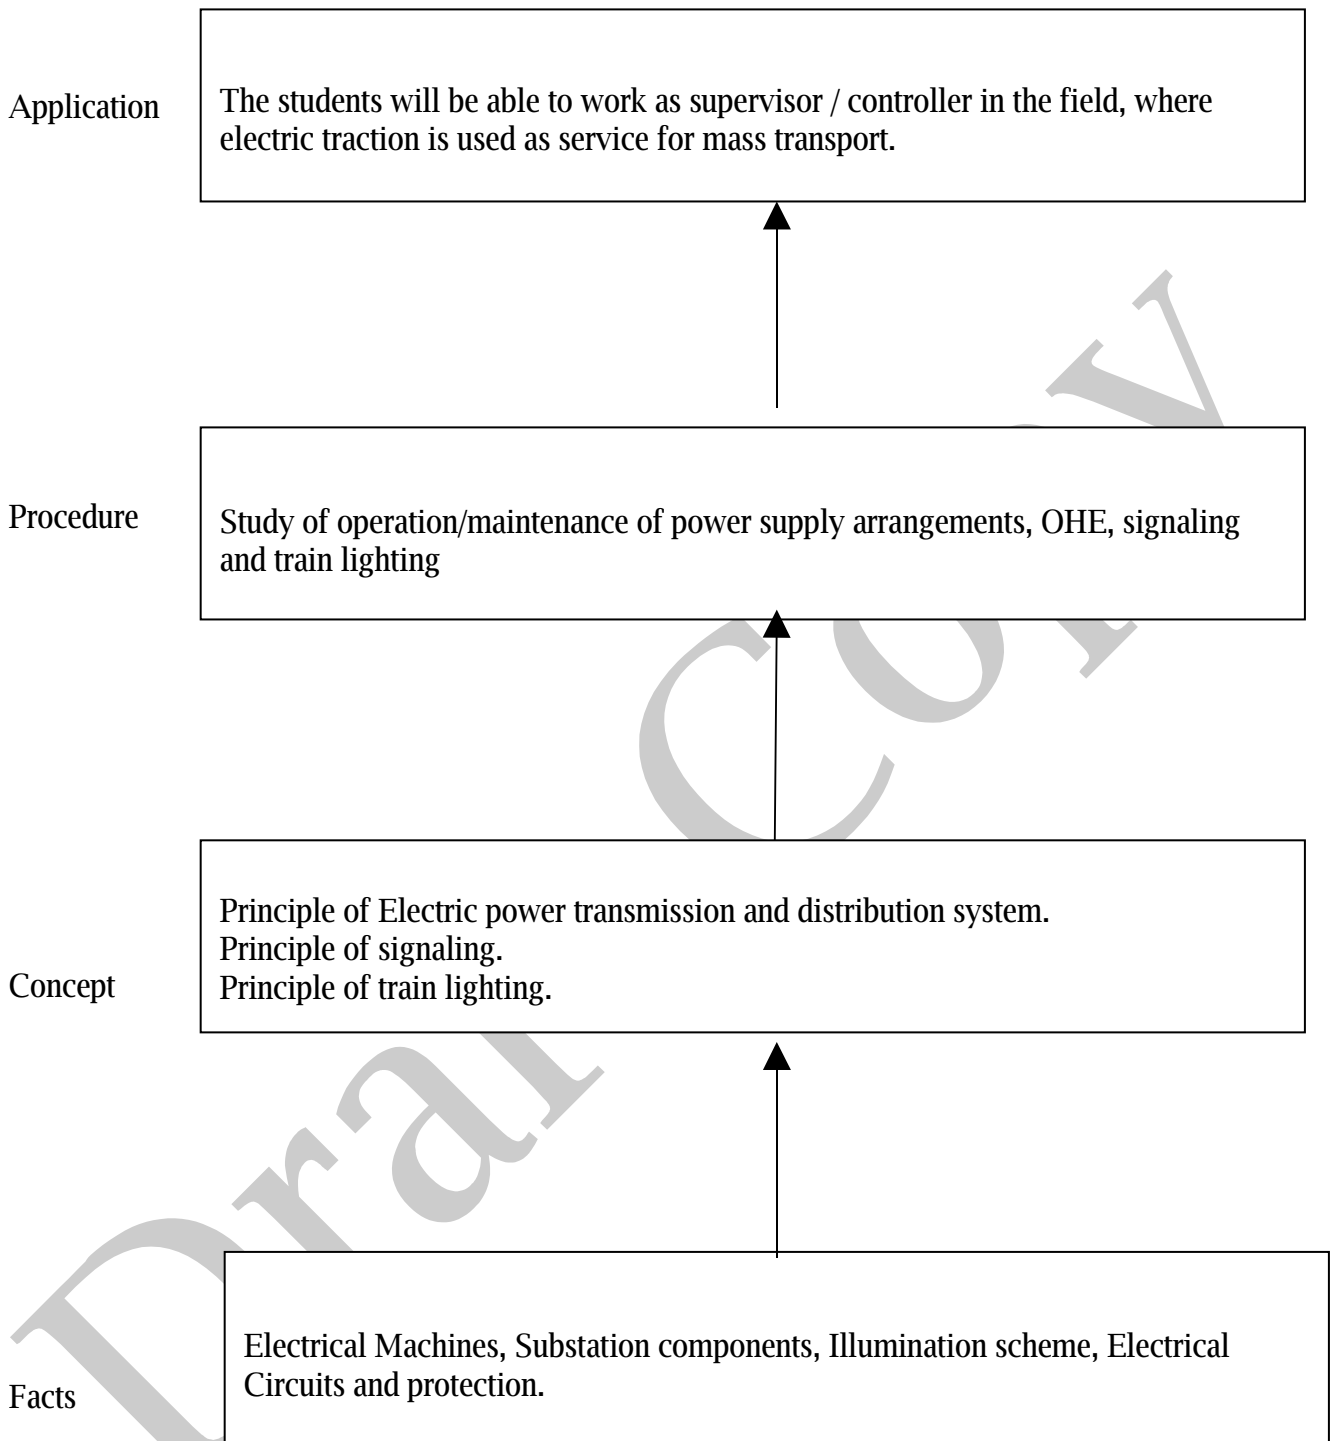 Application
The students will be able to work as supervisor / controller in the field, where
electric traction is used as service for mass transport.
Procedure
Study of operation/maintenance of power supply arrangements, OHE, signaling
and train lighting
Concept
Principle of Electric power transmission and distribution system.
Principle of signaling.
Principle of train lighting.
Facts
Electrical Machines, Substation components, Illumination scheme, Electrical
Circuits and protection.
Draft Copy